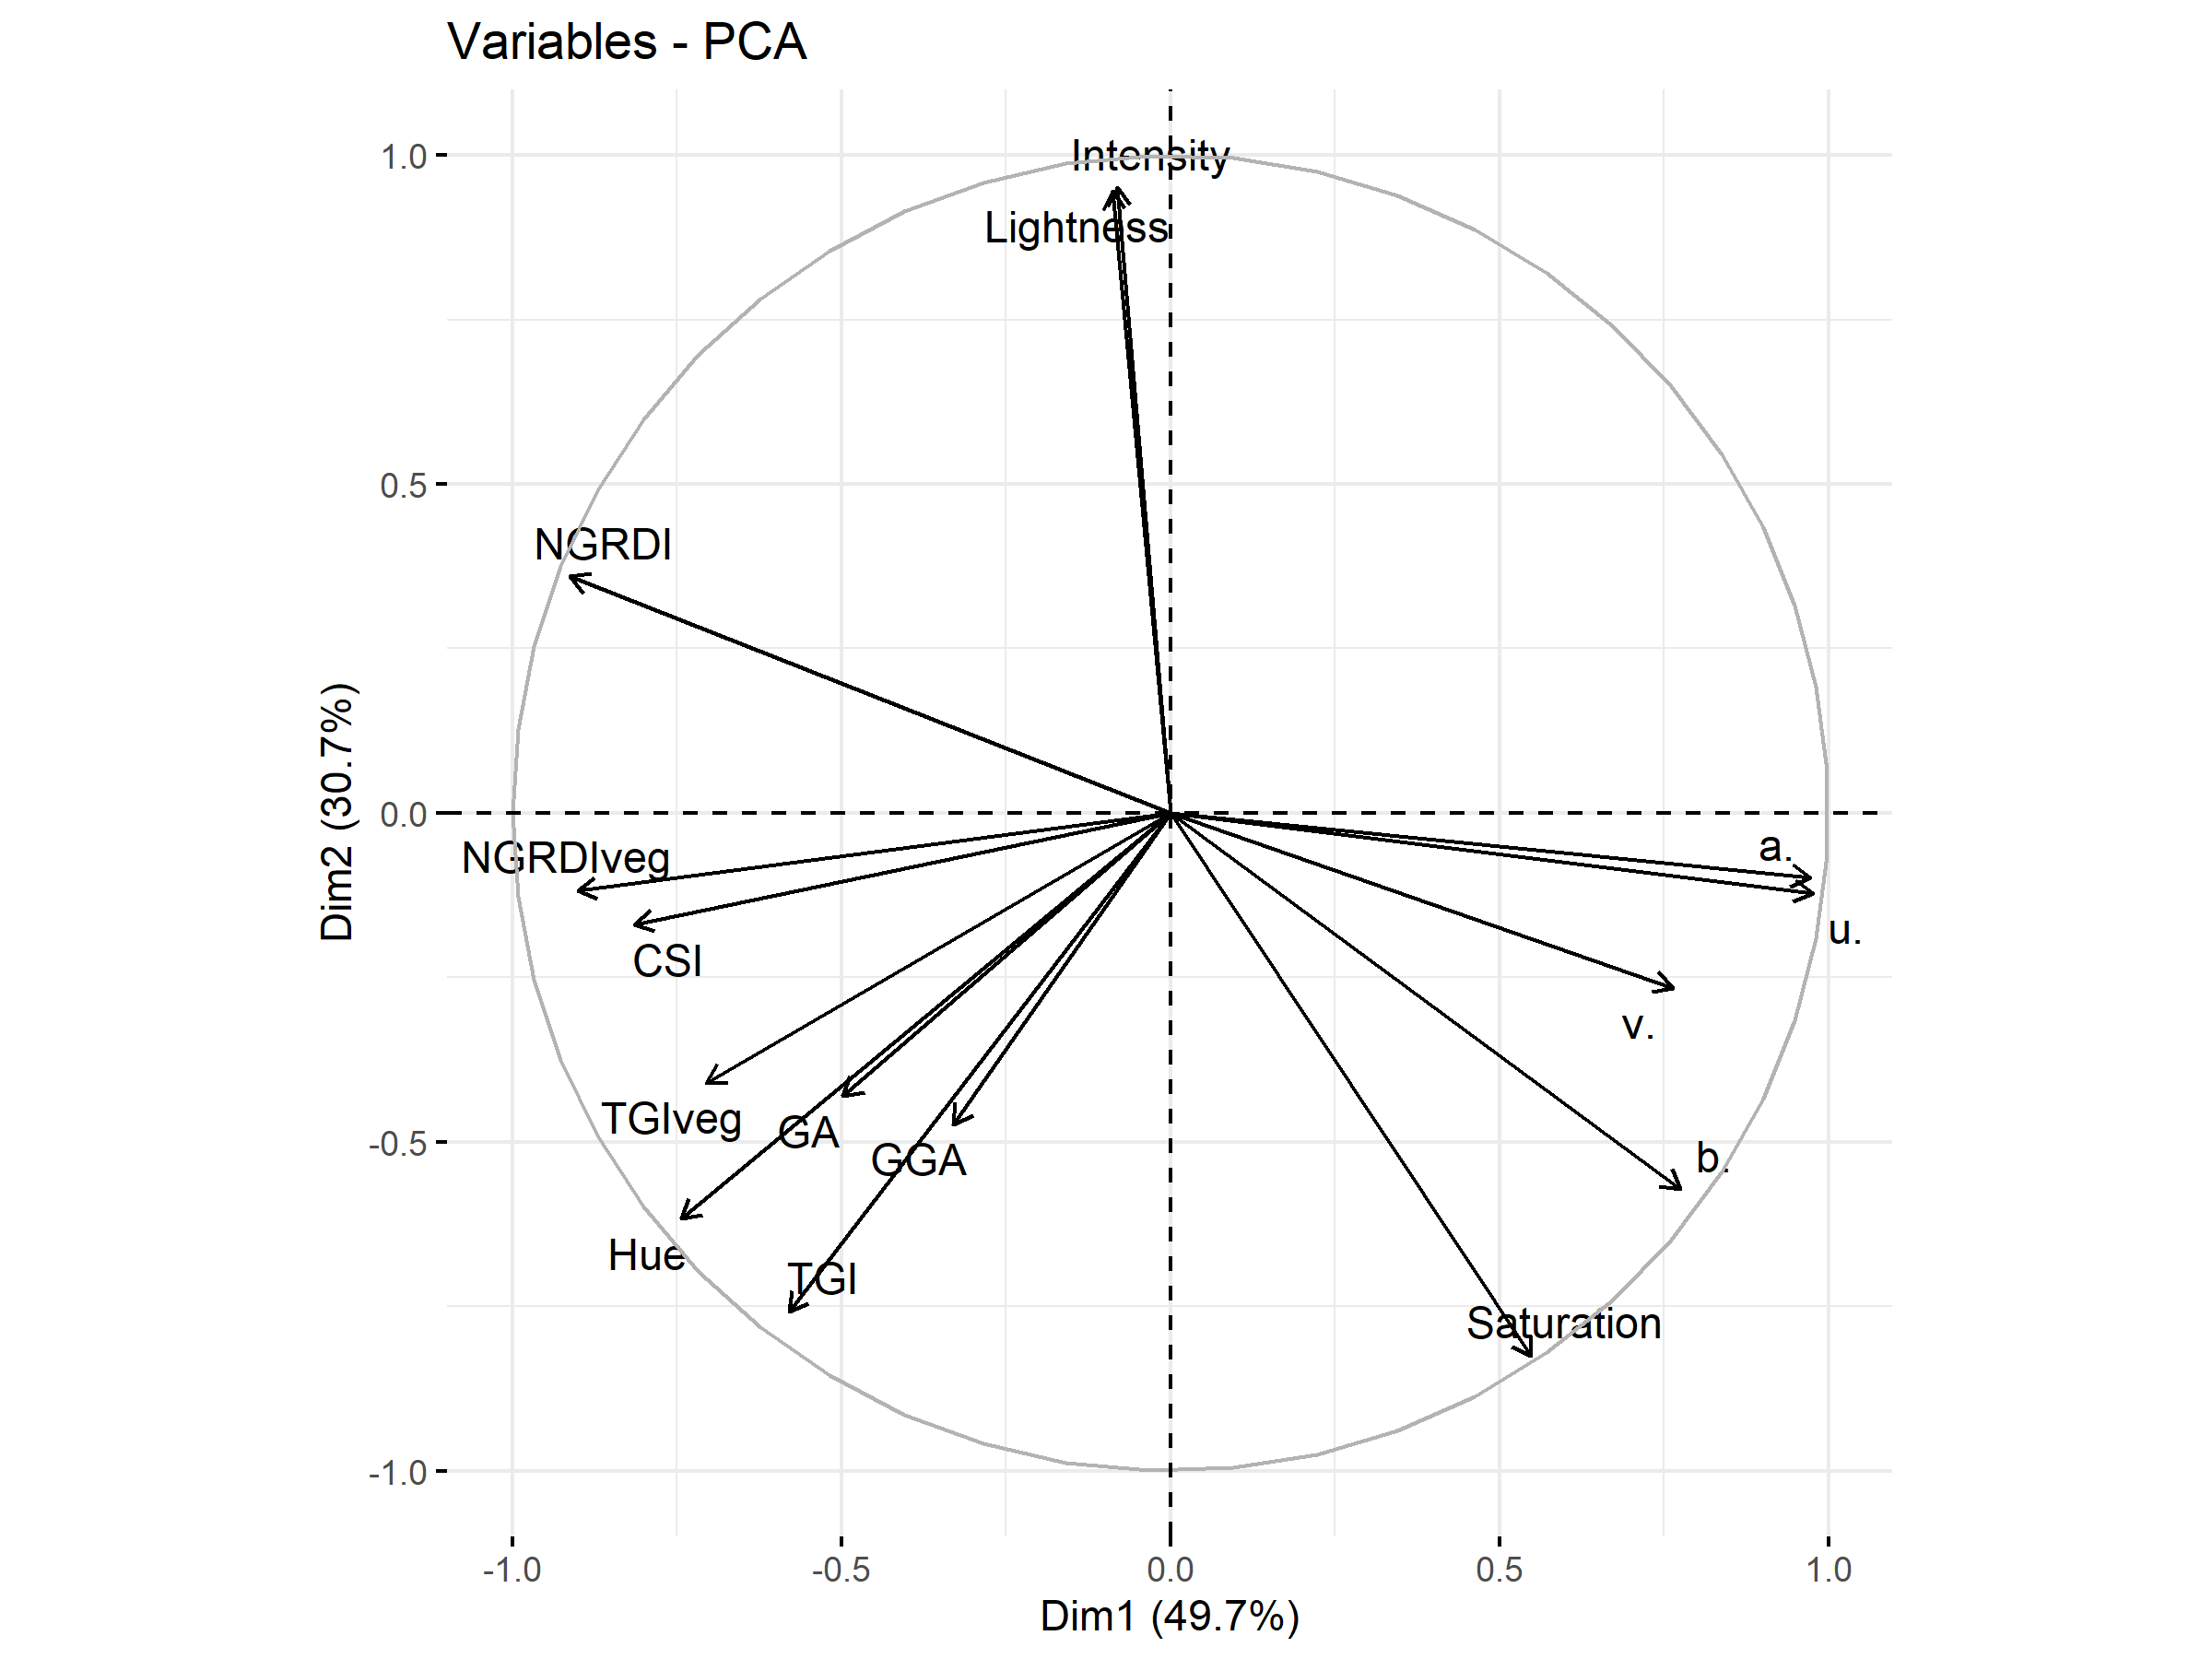 Variables - PCA
1.0
0.5
0.0
-0.5
-1.0
Dim2 (30.7%)
Intensity
Lightness
NGRDI
NGRDIveg
a.
u.
CSI
v.
TGIveg
GA
GGA
b.
Hue
TGI
Saturation
-1.0 -0.5 0.0 0.5 1.0
Dim1 (49.7%)